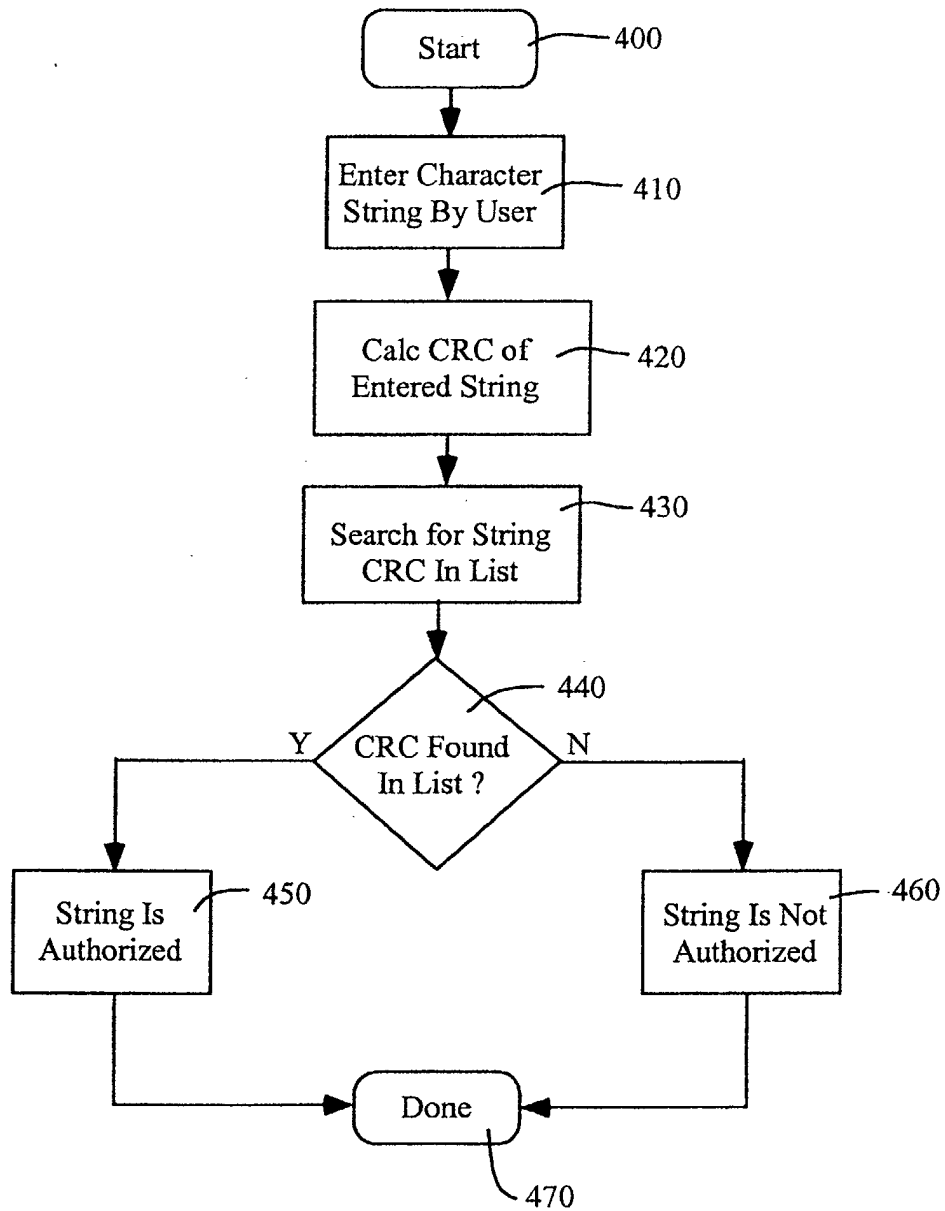 Start
400
Enter Character
String By User
410
Calc CRC of
Entered String
420
430
Search for String
CRC In List
440
Y
CRC Found
In List ?
N
450
String Is
Authorized
460
String Is Not
Authorized
Done
470